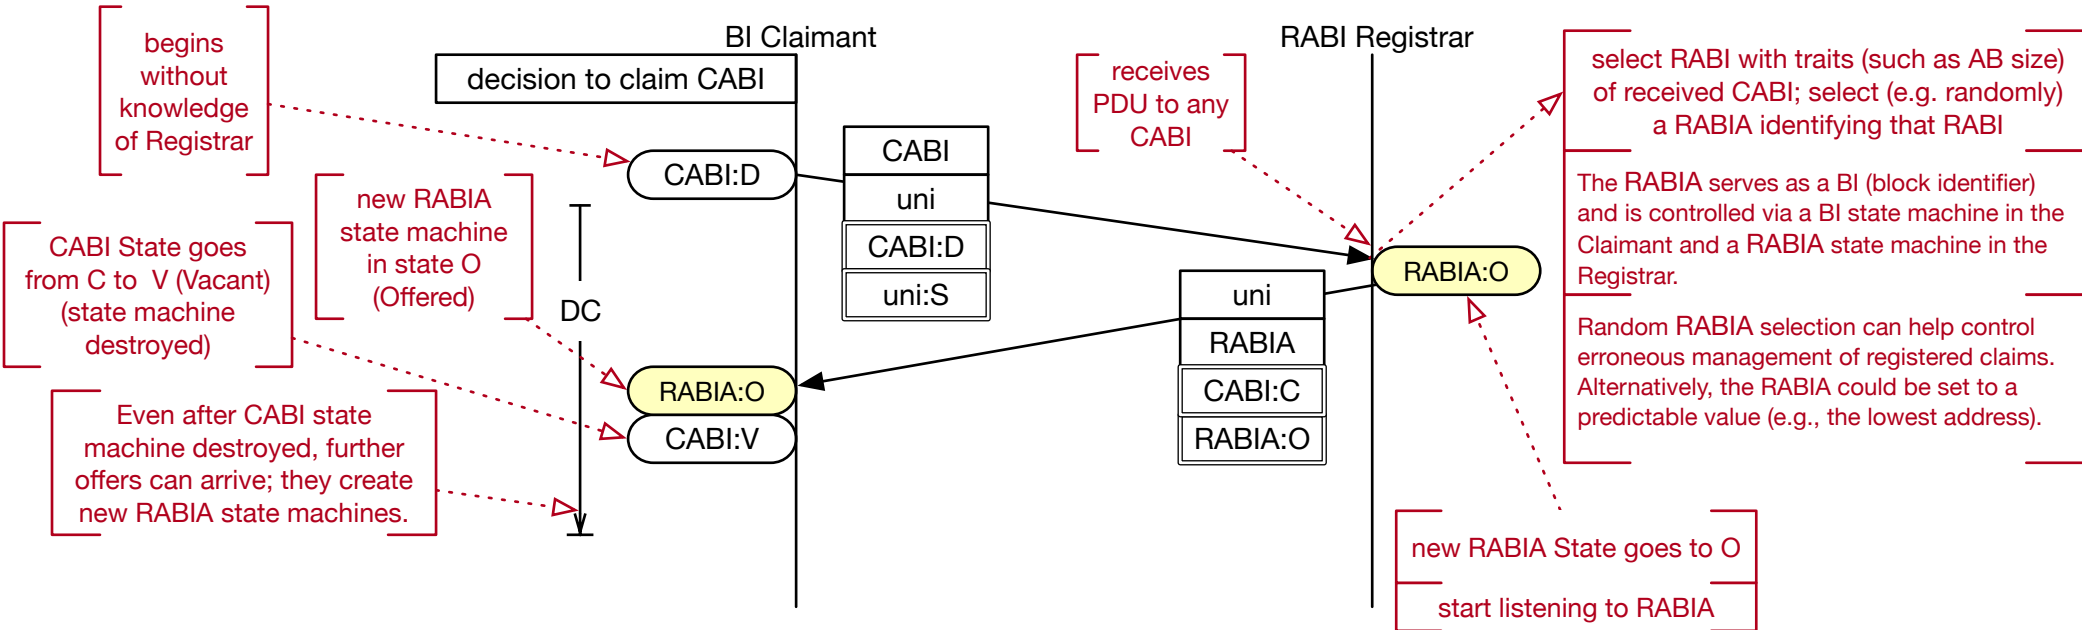 begins
without
knowledge
of Registrar
BI Claimant
decision to claim CABI
RABI Registrar
receives
PDU to any
CABI
select RABI with traits (such as AB size)
of received CABI; select (e.g. randomly)
a RABIA identifying that RABI
The RABIA serves as a BI (block identifier)
and is controlled via a BI state machine in the
Claimant and a RABIA state machine in the
Registrar.
Random RABIA selection can help control
erroneous management of registered claims.
Alternatively, the RABIA could be set to a
predictable value (e.g., the lowest address).
CABI:D
CABI
uni
CABI:D
uni:S
RABIA:O
uni
RABIA
CABI:C
RABIA:O
new RABIA
state machine
in state O
(Offered)
CABI State goes
from C to V (Vacant)
(state machine
destroyed)
DC
RABIA:O
CABI:V
Even after CABI state
machine destroyed, further
offers can arrive; they create
new RABIA state machines.
new RABIA State goes to O
start listening to RABIA